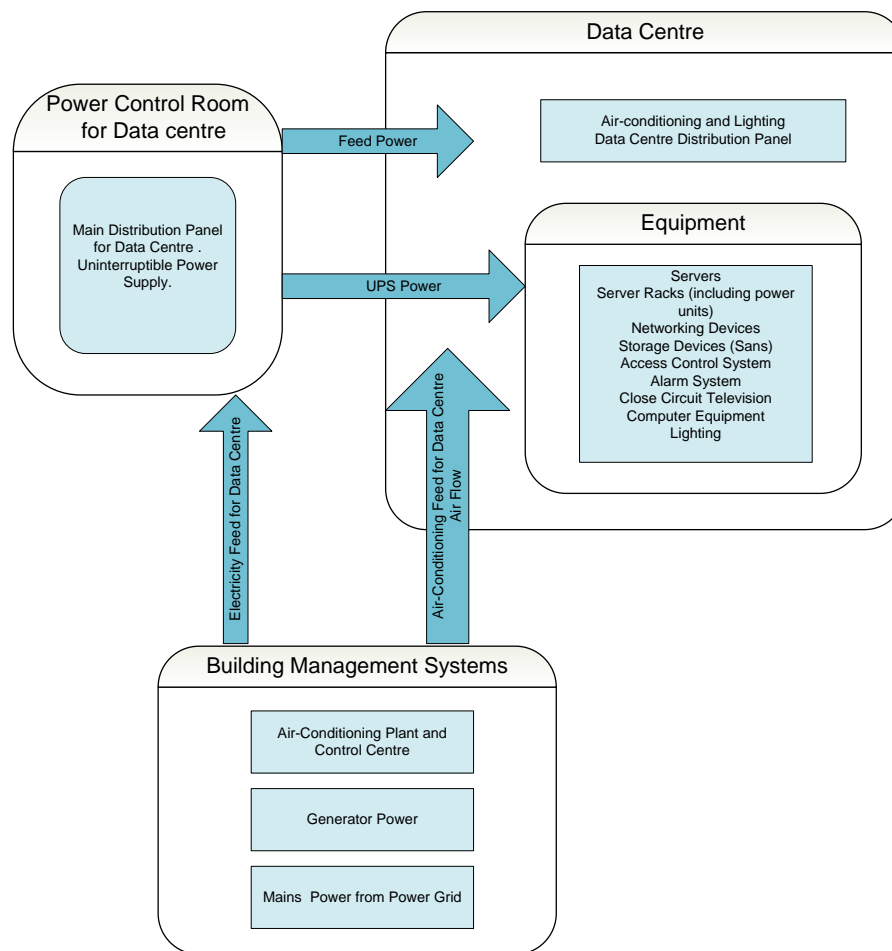 Data Centre
Power Control Room
for Data centre
Feed Power
Air-conditioning and Lighting
Data Centre Distribution Panel
Main Distribution Panel
for Data Centre .
Uninterruptible Power
Supply.
UPS Power
Equipment
Servers
Server Racks (including power
units)
Networking Devices
Storage Devices (Sans)
Access Control System
Alarm System
Close Circuit Television
Computer Equipment
Lighting
Electricity Feed for Data Centre
Air-Conditioning Feed for Data Centre
Air Flow
Building Management Systems
Air-Conditioning Plant and
Control Centre
Generator Power
Mains  Power from Power Grid